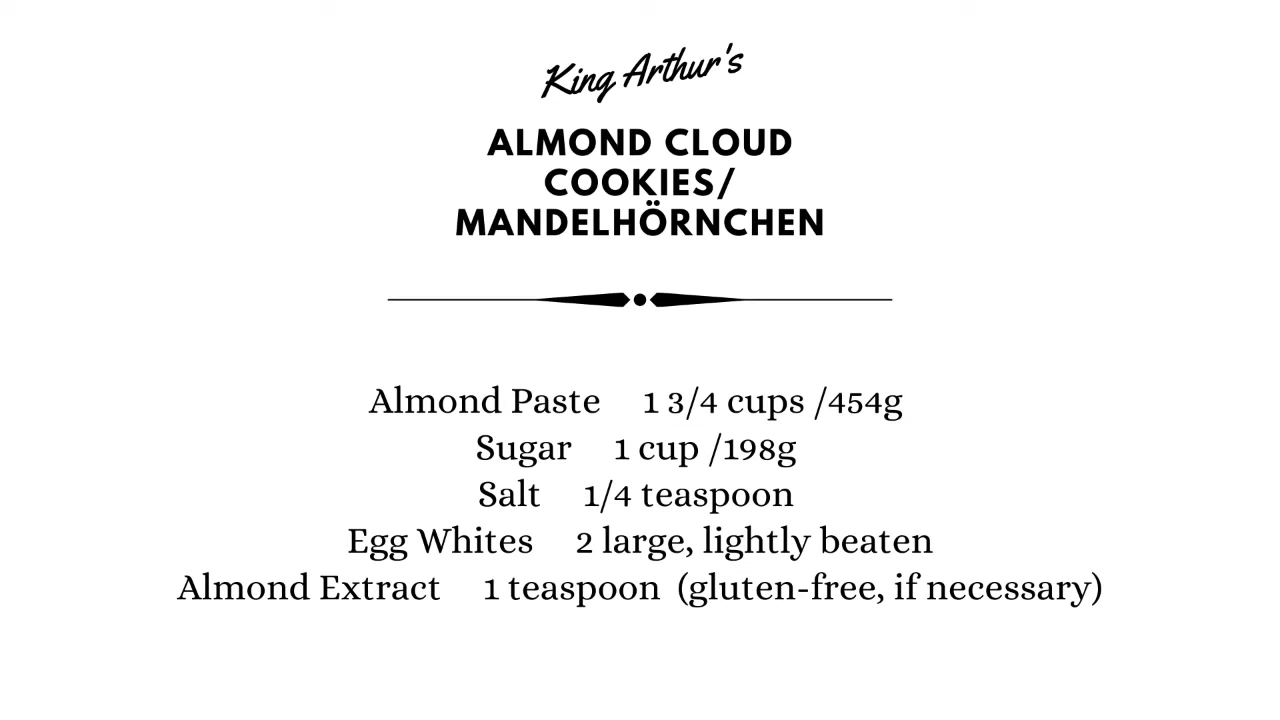 King Arthur's
ALMOND CLOUD
COOKIES/
MANDELHÖRNCHEN
Almond Paste 1 3/4 cups /454g
Sugar 1 cup /198g
Salt 1/4 teaspoon
Egg Whites 2 large, lightly beaten
Almond Extract 1 teaspoon (gluten-free, if necessary)